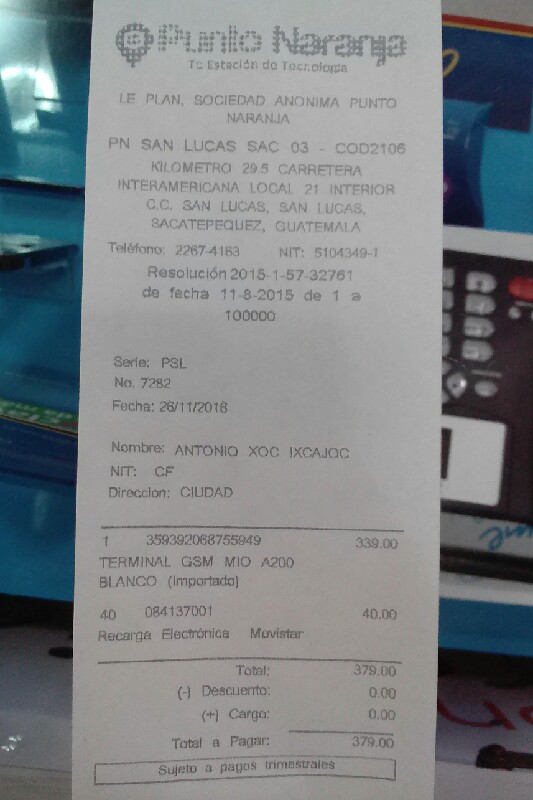 Punto Naranja
Tu Estación de Tecnología
LE PLAN, SOCIEDAD ANONIMA PUNTO
NARANJA
PN SAN LUCAS SAC 03 - COD2106
KILOMETRO 29.5 CARRETERA
INTERAMERICANA LOCAL 21 INTERIOR
C.C. SAN LUCAS, SAN LUCAS,
SACATEPEQUEZ, GUATEMALA
Teléfono: 2267-4163 NIT: 5104349-1
Resolución 2015-1-57-32761
de fecha 11-8-2015 de 1 a
100000
Serie: PSL
No. 7282
Fecha: 26/11/2016
Nombre: ANTONIO XOC IXCAJOC
NIT: CF
Direccion: CIUDAD
1 359392068755949 339.00
TERMINAL GSM MIO A200
BLANCO (Importado)
40 084137001 40.00
Recarga Electrónica Movistar
Total: 379.00
(-) Descuento: 0.00
(+) Cargo: 0.00
Total a Pagar: 379.00
Sujeto a pagos trimestrales